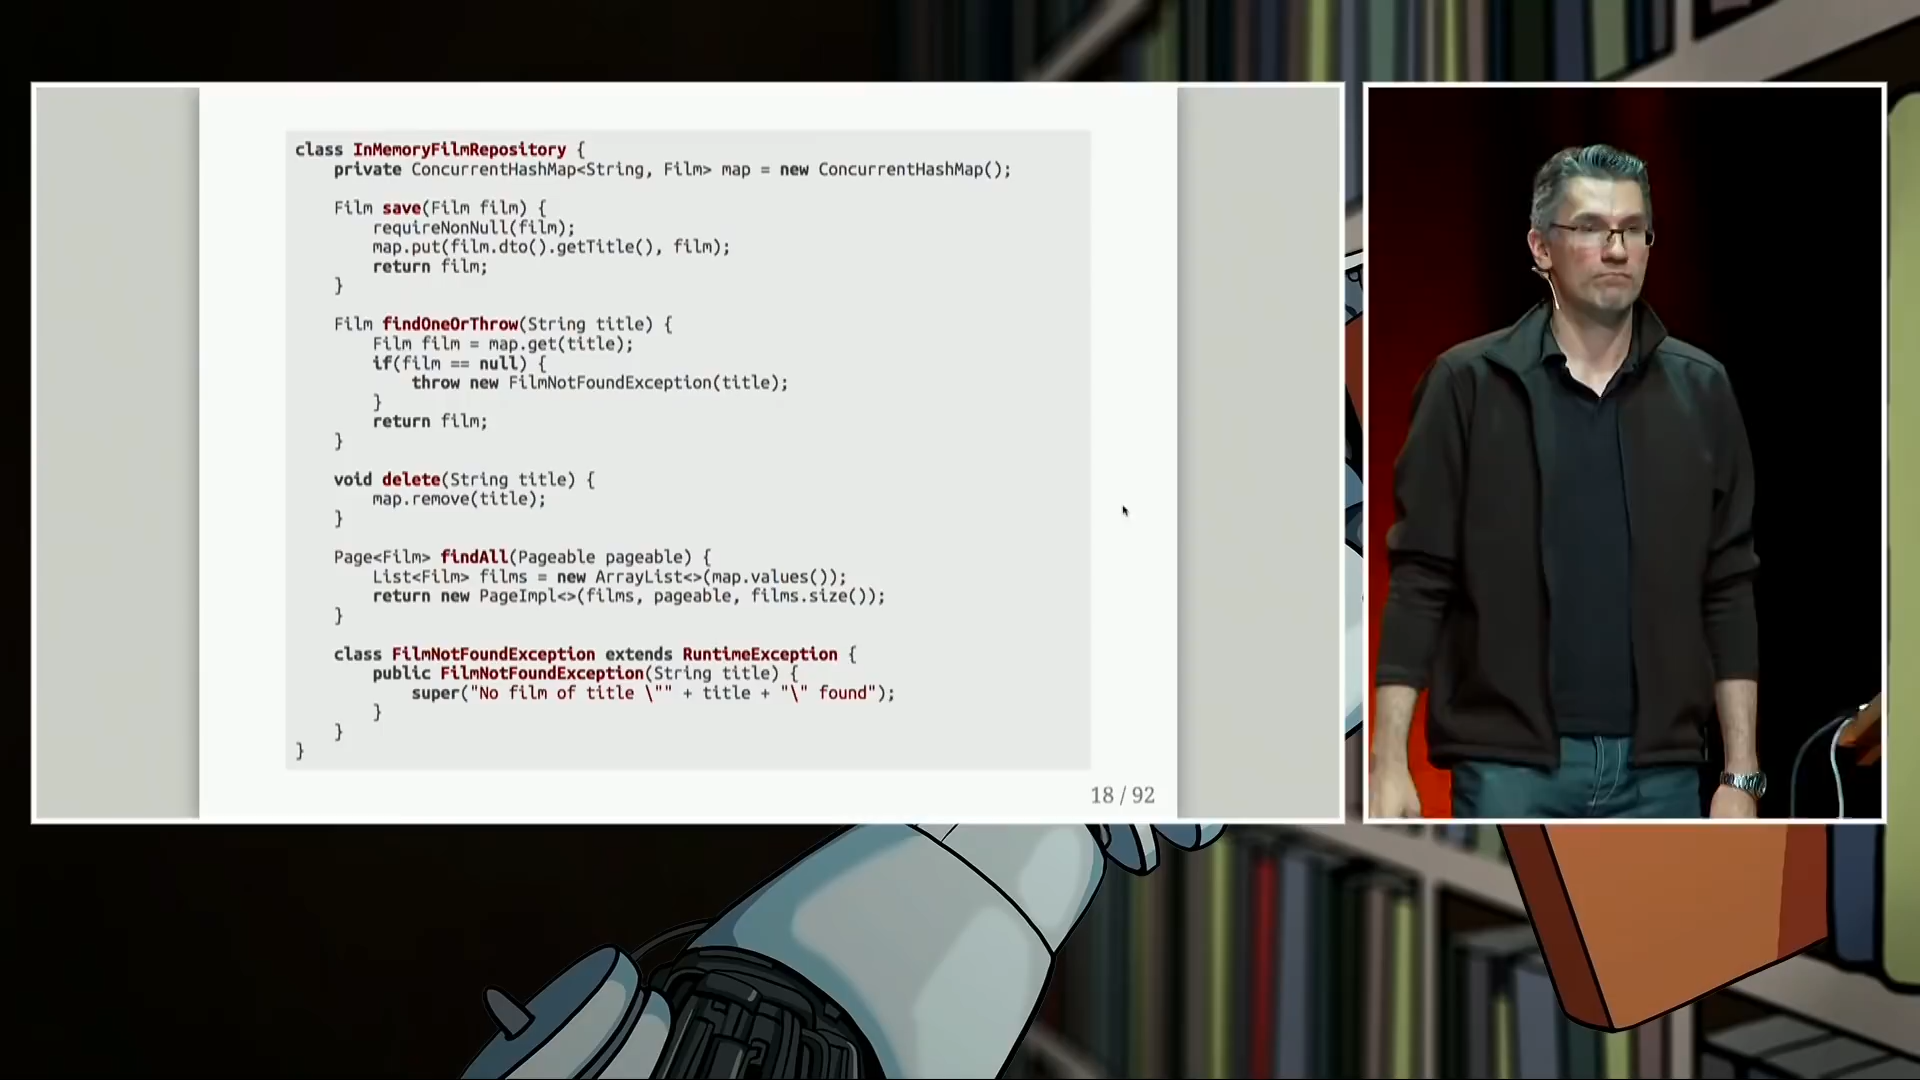 class InMemoryFilmRepository {
    private ConcurrentHashMap<String, Film> map = new ConcurrentHashMap();
    Film save(Film film) {
        requireNonNull(film);
        map.put(film.dto().getTitle(), film);
        return film;
    }
    Film findOneOrThrow(String title) {
        Film film = map.get(title);
        if(film == null) {
            throw new FilmNotFoundException(title);
        }
        return film;
    }
    void delete(String title) {
        map.remove(title);
    }
    Page<Film> findAll(Pageable pageable) {
        List<Film> films = new ArrayList<>(map.values());
        return new PageImpl<>(films, pageable, films.size());
    }
    class FilmNotFoundException extends RuntimeException {
        public FilmNotFoundException(String title) {
            super("No film of title \"" + title + "\" found");
        }
    }
}
18 / 92